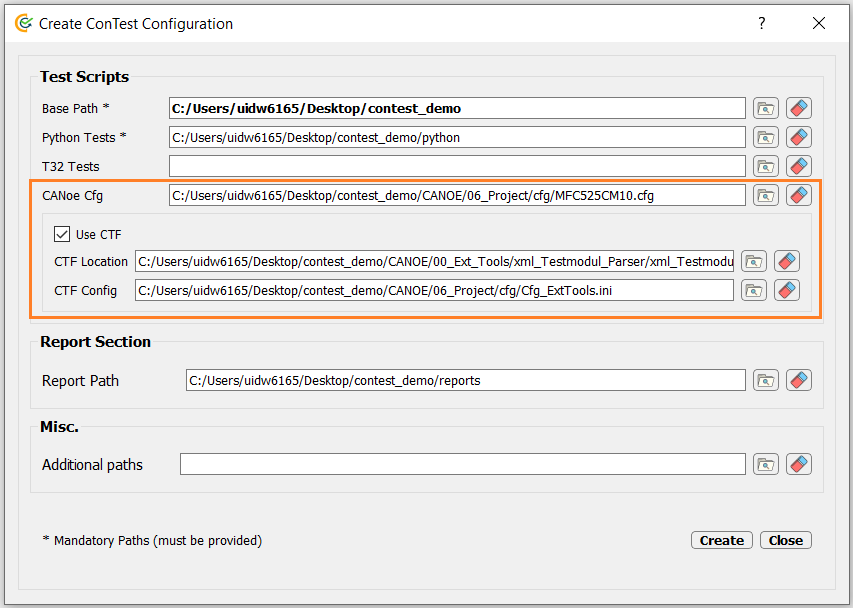 Create ConTest Configuration
?
Test Scripts
Base Path * C:/Users/uidw6165/Desktop/contest_demo
Python Tests * C:/Users/uidw6165/Desktop/contest_demo/python
T32 Tests
CANoe Cfg C:/Users/uidw6165/Desktop/contest_demo/CANOE/06_Project/cfg/MFC525CM10.cfg
Use CTF
CTF Location C:/Users/uidw6165/Desktop/contest_demo/CANOE/00_Ext_Tools/xml_Testmodul_Parser/xml_Testmodu
CTF Config C:/Users/uidw6165/Desktop/contest_demo/CANOE/06_Project/cfg/Cfg_ExtTools.ini
Report Section
Report Path C:/Users/uidw6165/Desktop/contest_demo/reports
Misc.
Additional paths
* Mandatory Paths (must be provided) Create Close